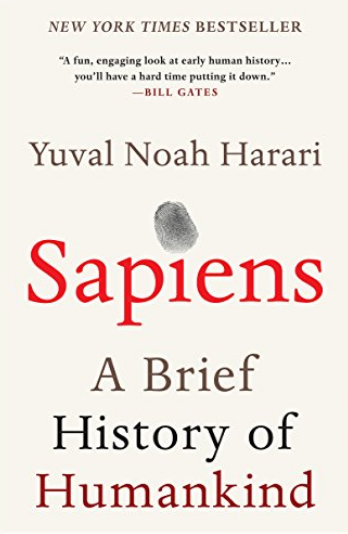 NEW YORK TIMES BESTSELLER
“A fun, engaging look at early human history…
you’ll have a hard time putting it down.”
—BILL GATES
Yuval Noah Harari
Sapiens
A Brief
History of
Humankind